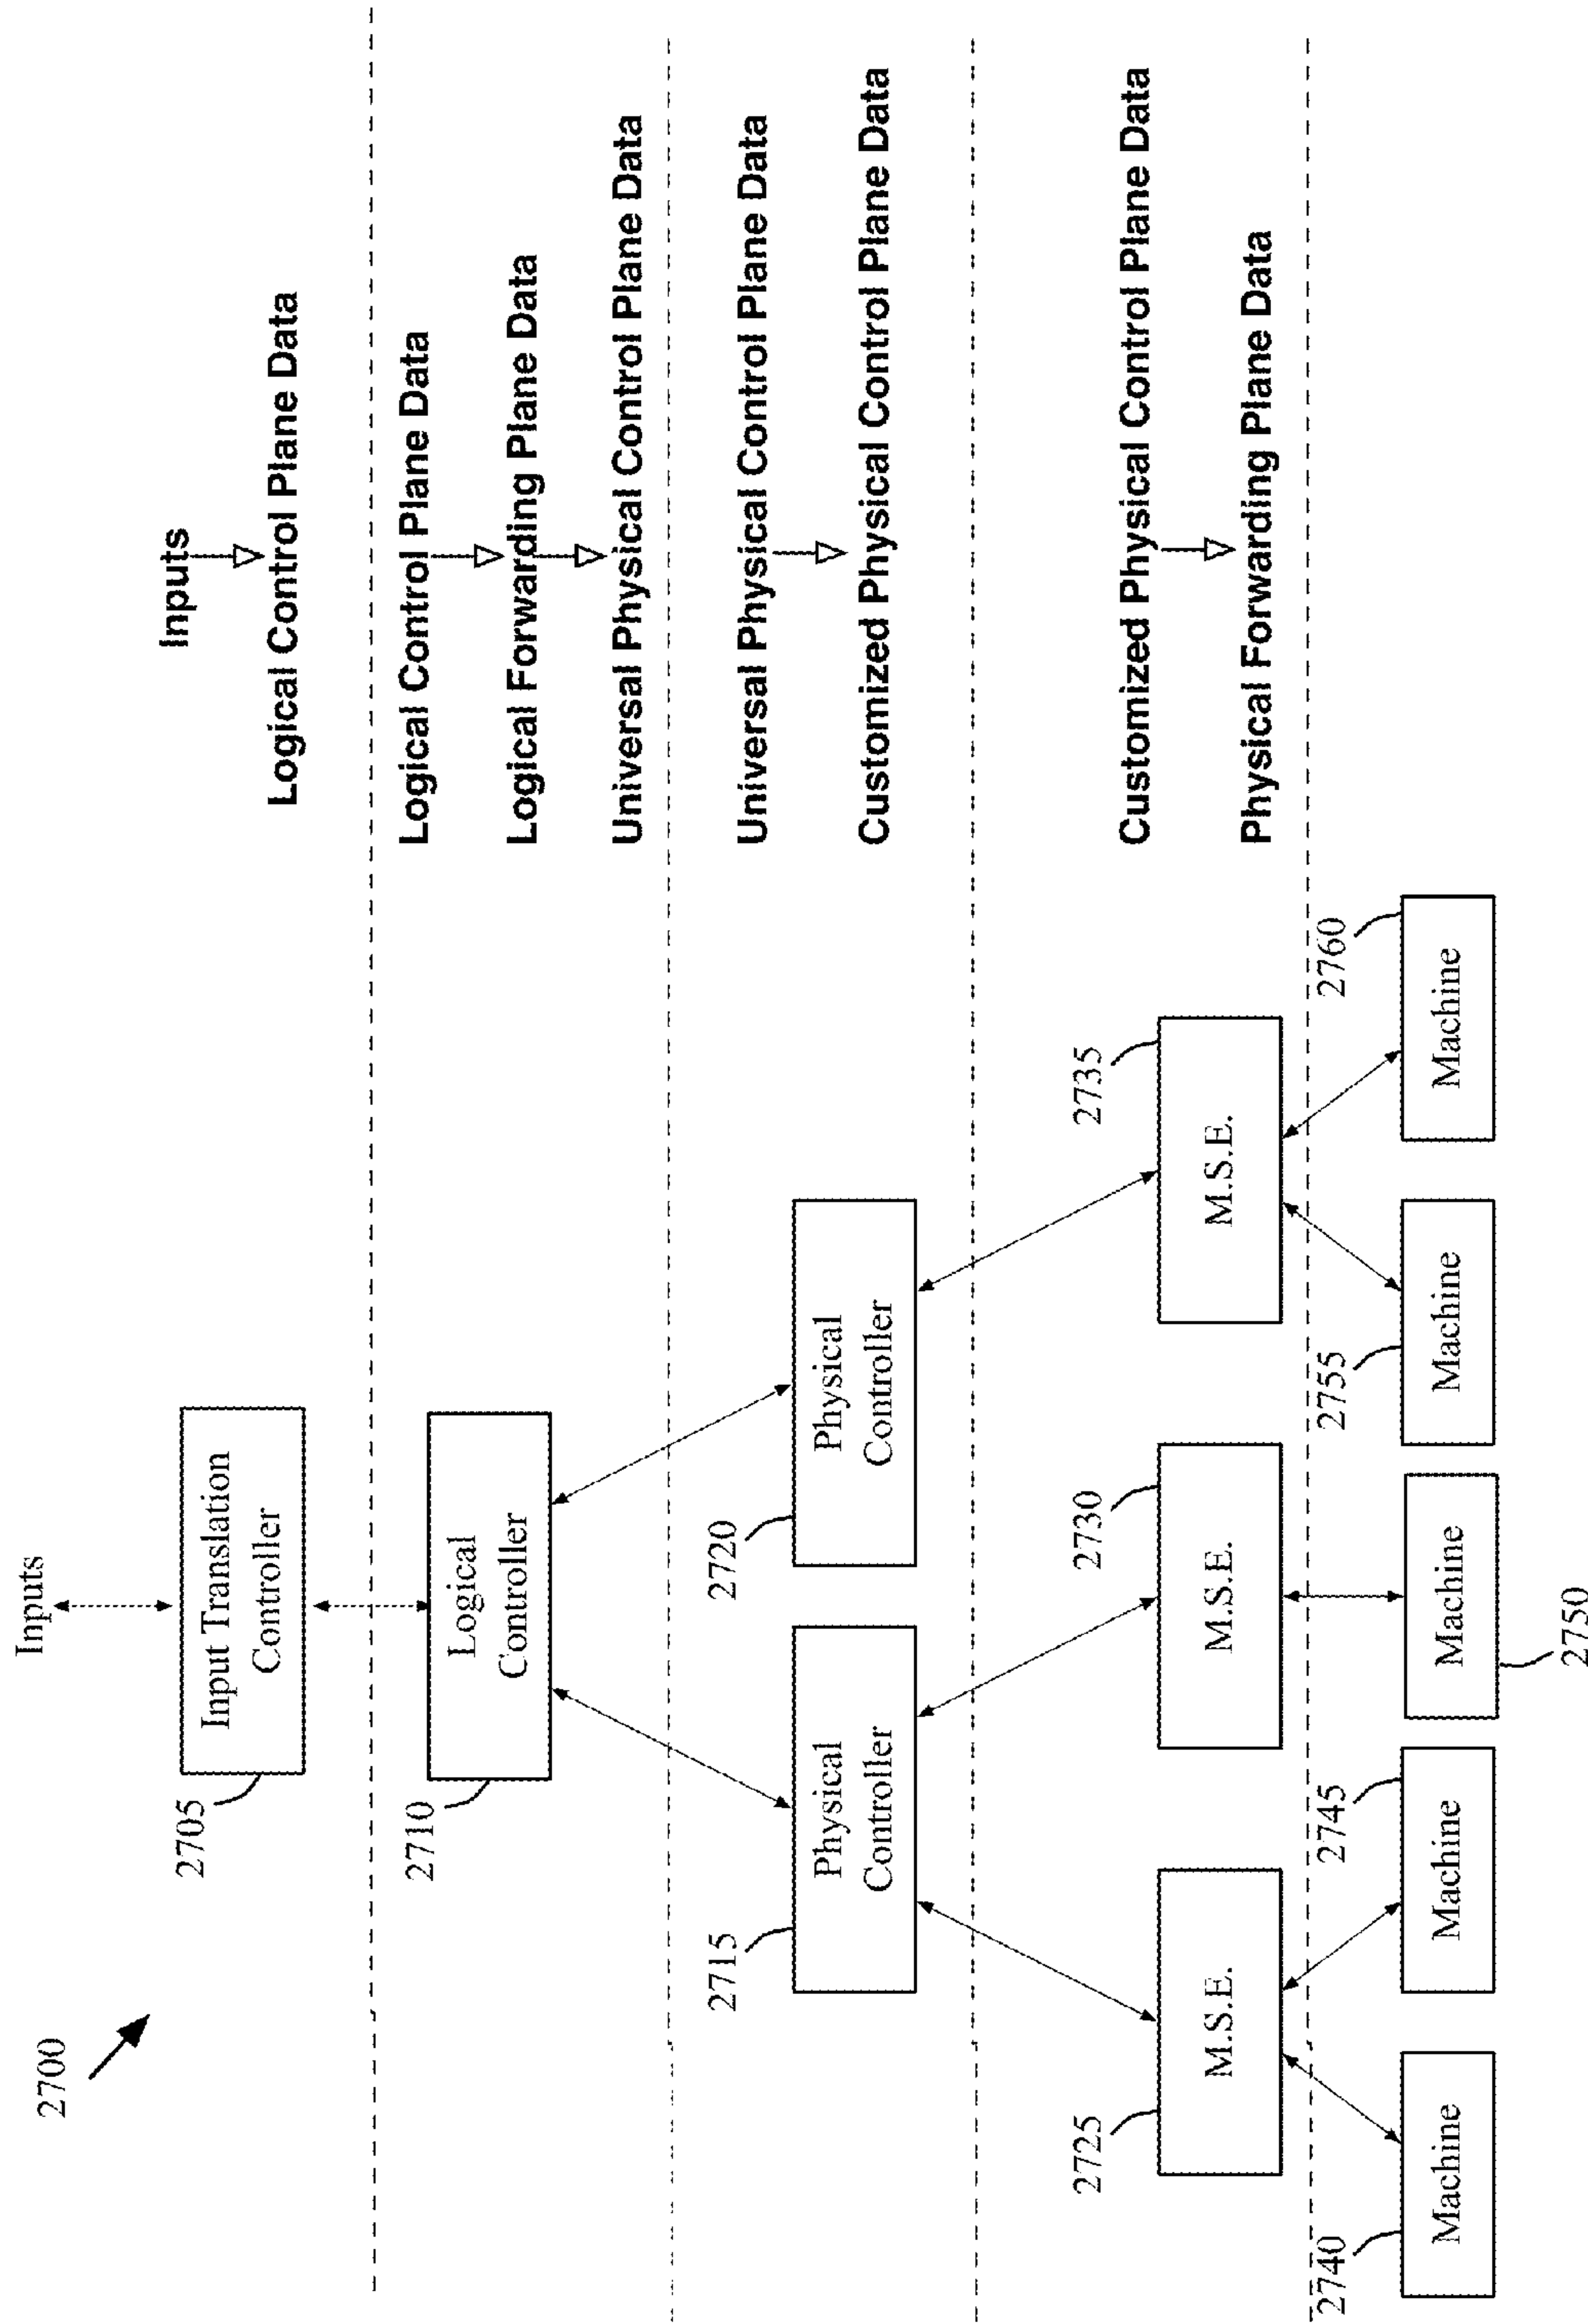 2700
Inputs
Input Translation
Controller
2705
Inputs
Logical Control Plane Data
Logical
Controller
2710
Logical Control Plane Data
Logical Forwarding Plane Data
Universal Physical Control Plane Data
2715
Physical
Controller
2720
Physical
Controller
Universal Physical Control Plane Data
Customized Physical Control Plane Data
2725
M.S.E.
2730
M.S.E.
2735
M.S.E.
Customized Physical Control Plane Data
Physical Forwarding Plane Data
2740
Machine
2745
Machine
Machine
2750
2755
Machine
2760
Machine